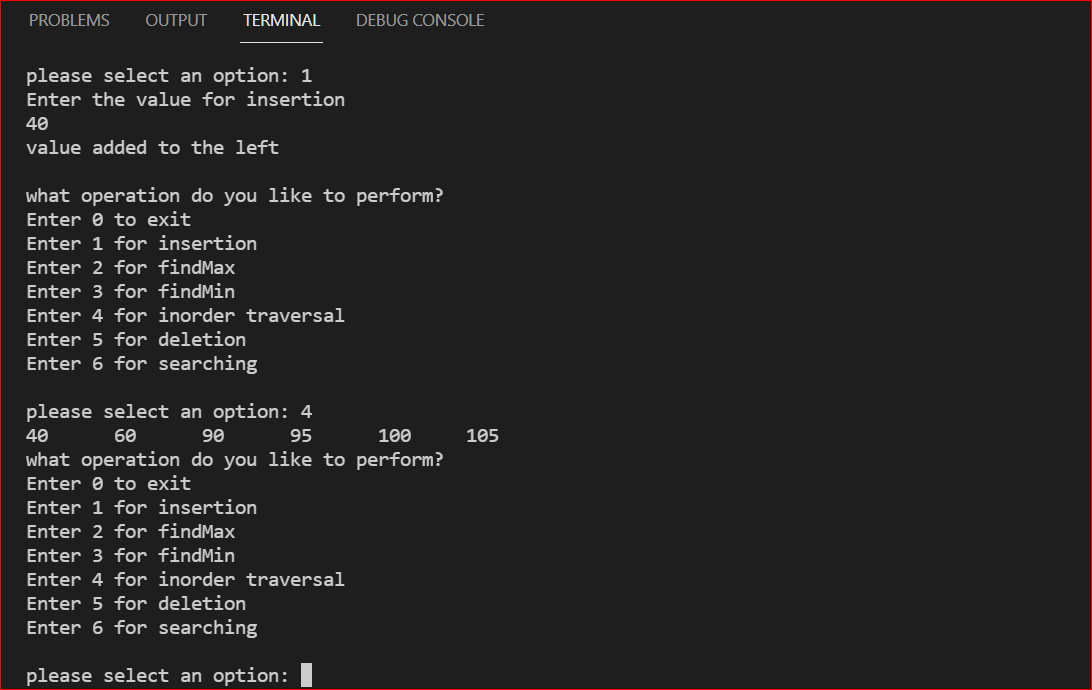 PROBLEMS OUTPUT TERMINAL DEBUG CONSOLE
please select an option: 1
Enter the value for insertion
40
value added to the left
what operation do you like to perform?
Enter 0 to exit
Enter 1 for insertion
Enter 2 for findMax
Enter 3 for findMin
Enter 4 for inorder traversal
Enter 5 for deletion
Enter 6 for searching
please select an option: 4
40 60 90 95 100 105
what operation do you like to perform?
Enter 0 to exit
Enter 1 for insertion
Enter 2 for findMax
Enter 3 for findMin
Enter 4 for inorder traversal
Enter 5 for deletion
Enter 6 for searching
please select an option: